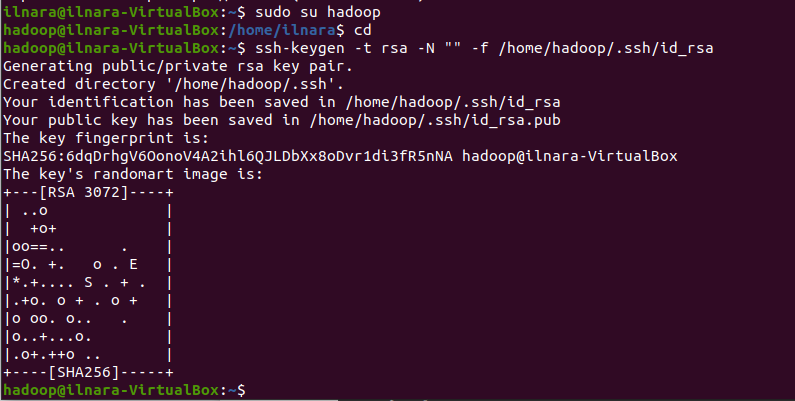 ilnara@ilnara-VirtualBox:~$ sudo su hadoop
hadoop@ilnara-VirtualBox:/home/ilnara$ cd
hadoop@ilnara-VirtualBox:~$ ssh-keygen -t rsa -N "" -f /home/hadoop/.ssh/id_rsa
Generating public/private rsa key pair.
Created directory '/home/hadoop/.ssh'.
Your identification has been saved in /home/hadoop/.ssh/id_rsa
Your public key has been saved in /home/hadoop/.ssh/id_rsa.pub
The key fingerprint is:
SHA256:6dqDrhgV6OonoV4A2ihl6QJLDbXx8oDvr1di3fR5nNA hadoop@ilnara-VirtualBox
The key's randomart image is:
+---[RSA 3072]----+
| ..o             |
|  +o+            |
|oo==..      .    |
|=O. +.   o . E   |
|*.+.... S . + .  |
|.+o. o + . o +   |
|o oo. o..   .    |
|o..+...o.        |
|.o+.++o ..       |
+----[SHA256]-----+
hadoop@ilnara-VirtualBox:~$